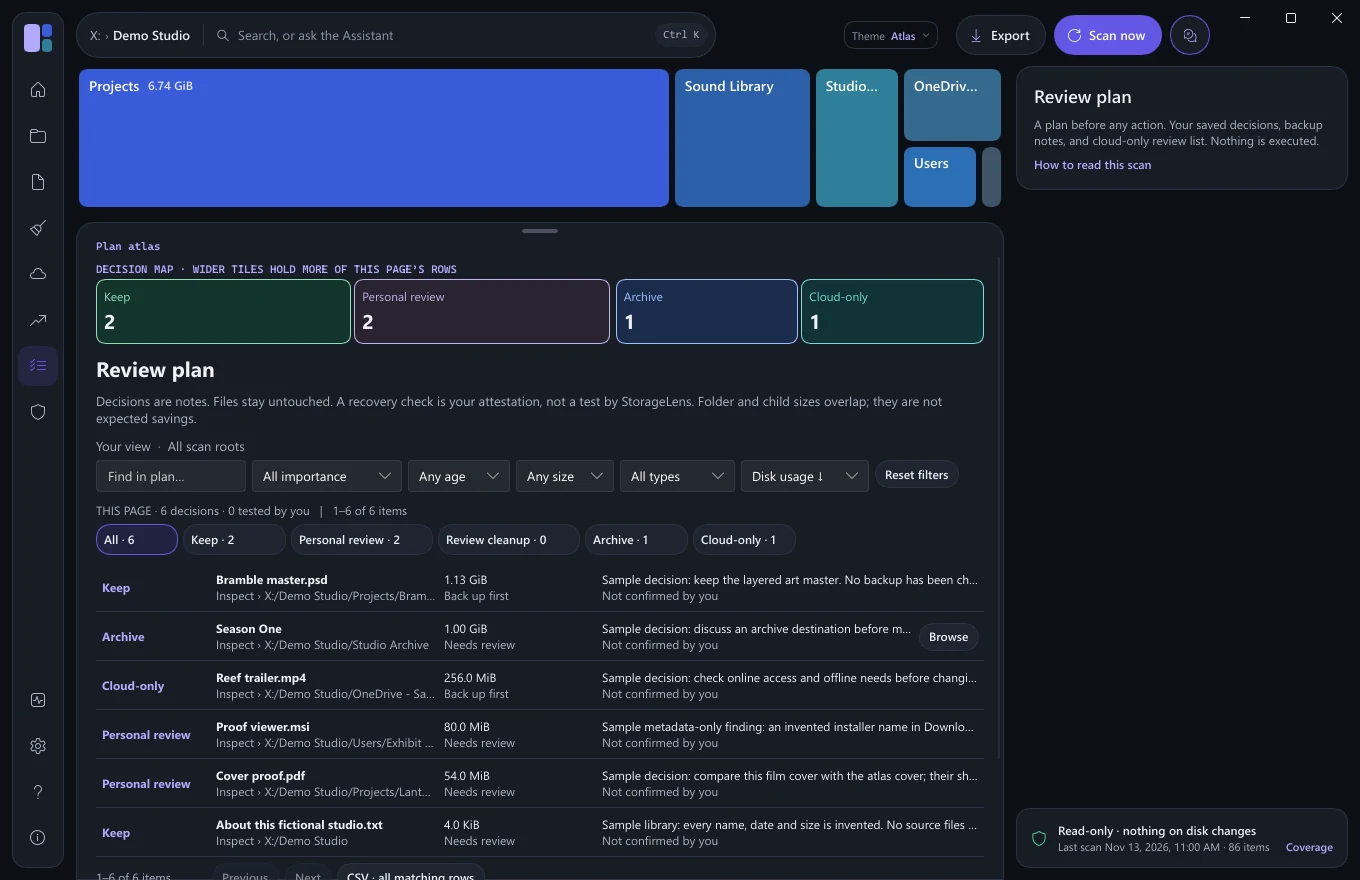 X: › Demo Studio
Search, or ask the Assistant
Ctrl K
Theme Atlas
Export
Scan now
Projects 6.74 GiB
Sound Library
Studio...
OneDriv...
Users
Review plan
A plan before any action. Your saved decisions, backup
notes, and cloud-only review list. Nothing is executed.
How to read this scan
Plan atlas
DECISION MAP · WIDER TILES HOLD MORE OF THIS PAGE'S ROWS
Keep
2
Personal review
2
Archive
1
Cloud-only
1
Review plan
Decisions are notes. Files stay untouched. A recovery check is your attestation, not a test by StorageLens. Folder and child sizes overlap; they are not
expected savings.
Your view · All scan roots
Find in plan...
All importance
Any age
Any size
All types
Disk usage ↓
Reset filters
THIS PAGE · 6 decisions · 0 tested by you | 1–6 of 6 items
All · 6
Keep · 2
Personal review · 2
Review cleanup · 0
Archive · 1
Cloud-only · 1
Keep
Bramble master.psd
Inspect › X:/Demo Studio/Projects/Bram...
1.13 GiB
Back up first
Sample decision: keep the layered art master. No backup has been ch...
Not confirmed by you
Archive
Season One
Inspect › X:/Demo Studio/Studio Archive
1.00 GiB
Needs review
Sample decision: discuss an archive destination before m...
Not confirmed by you
Browse
Cloud-only
Reef trailer.mp4
Inspect › X:/Demo Studio/OneDrive - Sa...
256.0 MiB
Back up first
Sample decision: check online access and offline needs before changi...
Not confirmed by you
Personal review
Proof viewer.msi
Inspect › X:/Demo Studio/Users/Exhibit ...
80.0 MiB
Needs review
Sample metadata-only finding: an invented installer name in Downlo...
Not confirmed by you
Personal review
Cover proof.pdf
Inspect › X:/Demo Studio/Projects/Lant...
54.0 MiB
Needs review
Sample decision: compare this film cover with the atlas cover; their sh...
Not confirmed by you
Keep
About this fictional studio.txt
Inspect › X:/Demo Studio
4.0 KiB
Needs review
Sample library: every name, date and size is invented. No source files ...
Not confirmed by you
1–6 of 6 items
Previous
Next
CSV · all matching rows
Read-only · nothing on disk changes
Last scan Nov 13, 2026, 11:00 AM · 86 items
Coverage